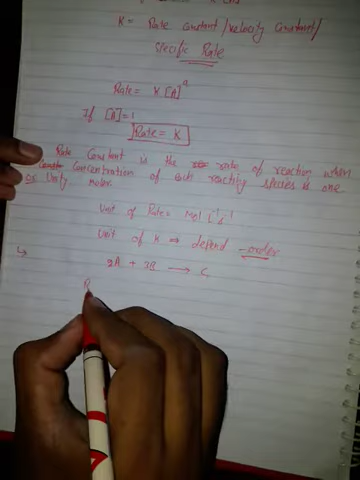 K = Rate Constant/velocity Constant/
Specific Rate
Rate = K [A]^a
If [A]=1
Rate = K
Rate Constant is the rate of reaction when
Concentration of each reacting species is one
or Unity molar.
Unit of Rate = mol L⁻¹ s⁻¹
Unit of K ⇒ depend order
↳
2A + 3B ⟶ C
R